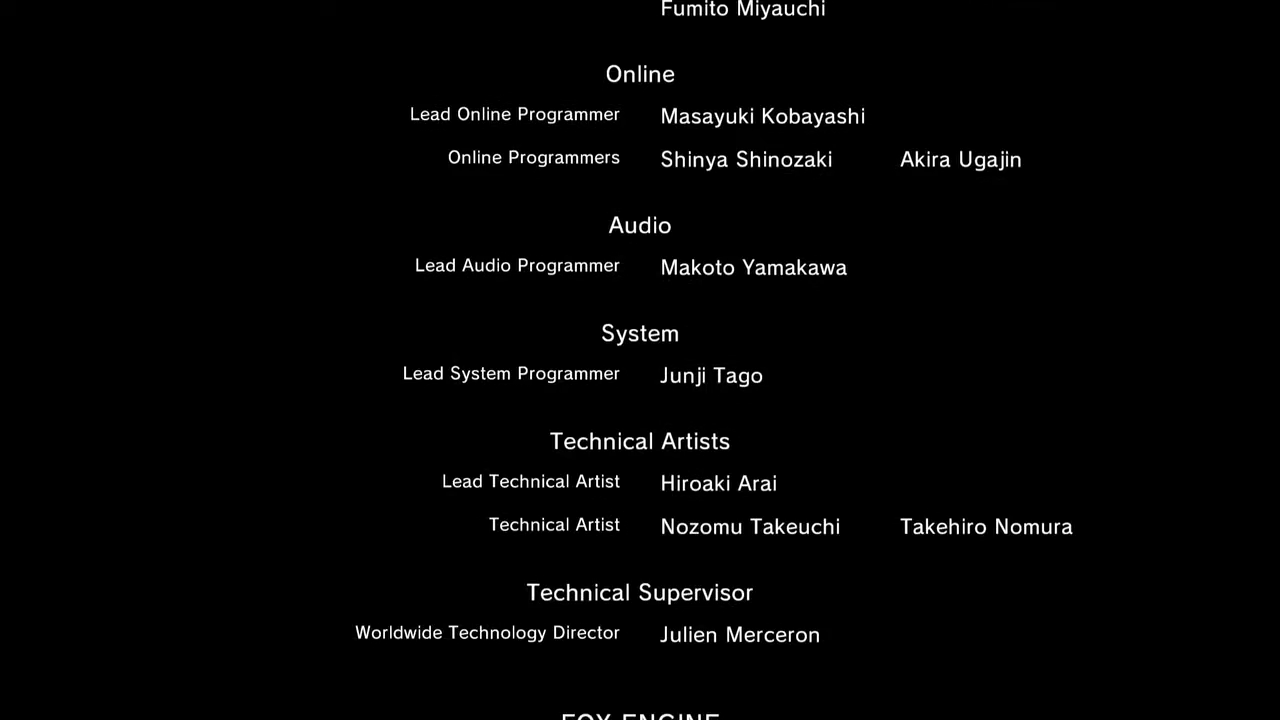 Fumito Miyauchi
Online
Lead Online Programmer Masayuki Kobayashi
Online Programmers Shinya Shinozaki Akira Ugajin
Audio
Lead Audio Programmer Makoto Yamakawa
System
Lead System Programmer Junji Tago
Technical Artists
Lead Technical Artist Hiroaki Arai
Technical Artist Nozomu Takeuchi Takehiro Nomura
Technical Supervisor
Worldwide Technology Director Julien Merceron
FOX ENGINE